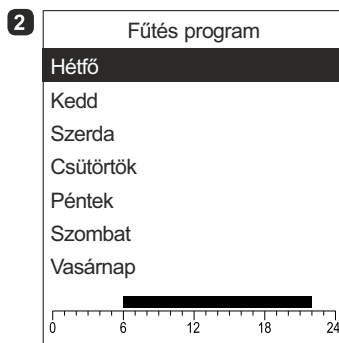 2
Fűtés program
Hétfő
Kedd
Szerda
Csütörtök
Péntek
Szombat
Vasárnap
0 6 12 18 24